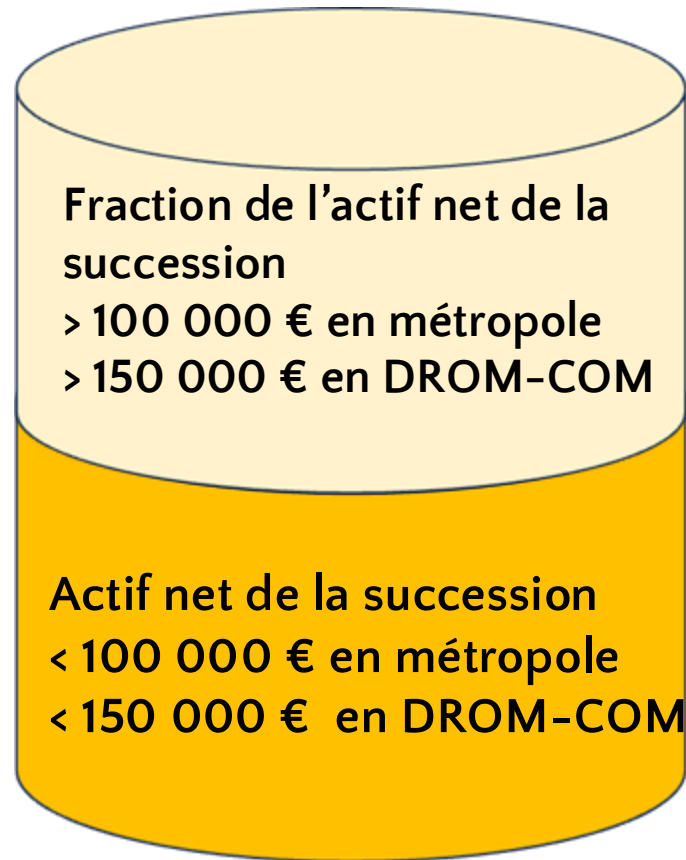 Fraction de l’actif net de la
succession
> 100 000 € en métropole
> 150 000 € en DROM-COM
Actif net de la succession
< 100 000 € en métropole
< 150 000 € en DROM-COM